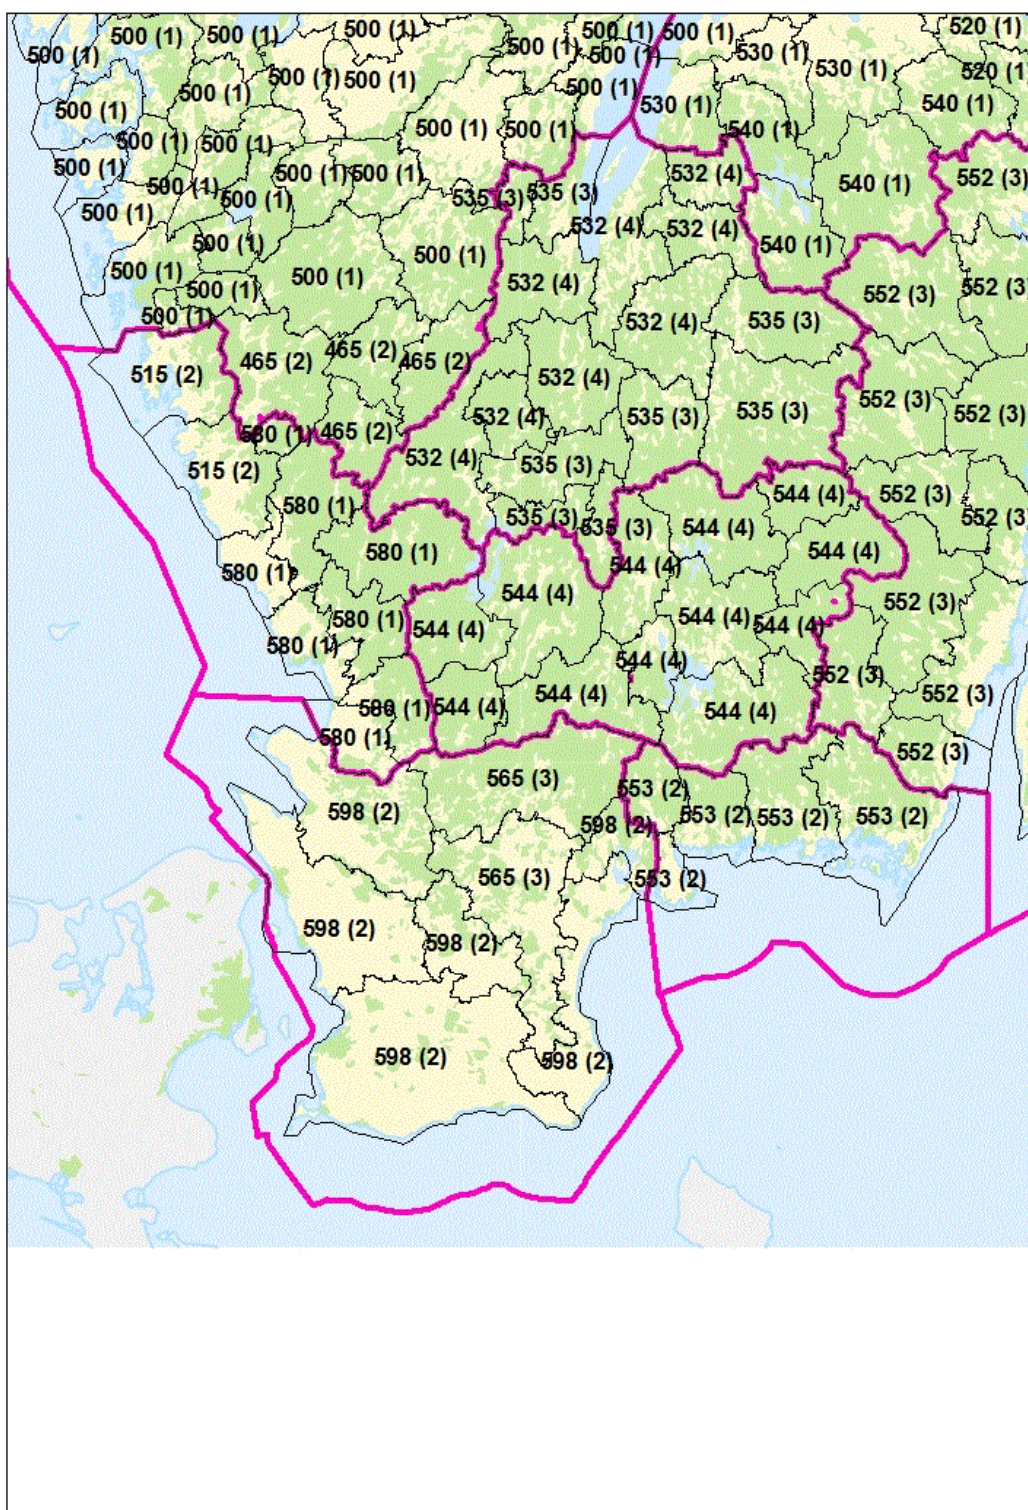 500 (1) 500 (1) 520 (1)
500 (1) 500 (1) 500 (1)
500 (1) 500 (1) 500 (1) 530 (1)
500 (1) 500 (1) 530 (1) 520 (1)
500 (1) 500 (1) 500 (1)
500 (1) 530 (1) 540 (1)
500 (1) 500 (1) 540 (1)
500 (1) 500 (1)
500 (1) 500 (1) 500 (1) 532 (4) 552 (3)
500 (1) 535 (3) 535 (3) 540 (1)
500 (1) 500 (1)
532 (4) 532 (4)
500 (1) 500 (1) 540 (1)
500 (1) 500 (1) 532 (4)
500 (1) 552 (3) 552 (3)
500 (1) 532 (4) 535 (3)
465 (2) 465 (2) 465 (2)
515 (2) 532 (4)
532 (4) 535 (3) 535 (3) 552 (3) 552 (3)
580 (1) 465 (2)
515 (2) 532 (4) 535 (3)
580 (1) 544 (4) 552 (3)
535 (3) 535 (3) 544 (4) 552 (3)
580 (1) 544 (4)
580 (1) 544 (4)
544 (4) 552 (3)
580 (1) 544 (4) 544 (4) 544 (4)
580 (1) 544 (4) 552 (3)
580 (1) 544 (4) 544 (4) 544 (4) 552 (3)
580 (1) 552 (3)
565 (3) 553 (2)
598 (2) 598 (2) 553 (2) 553 (2) 553 (2)
565 (3) 553 (2)
598 (2) 598 (2)
598 (2) 598 (2)